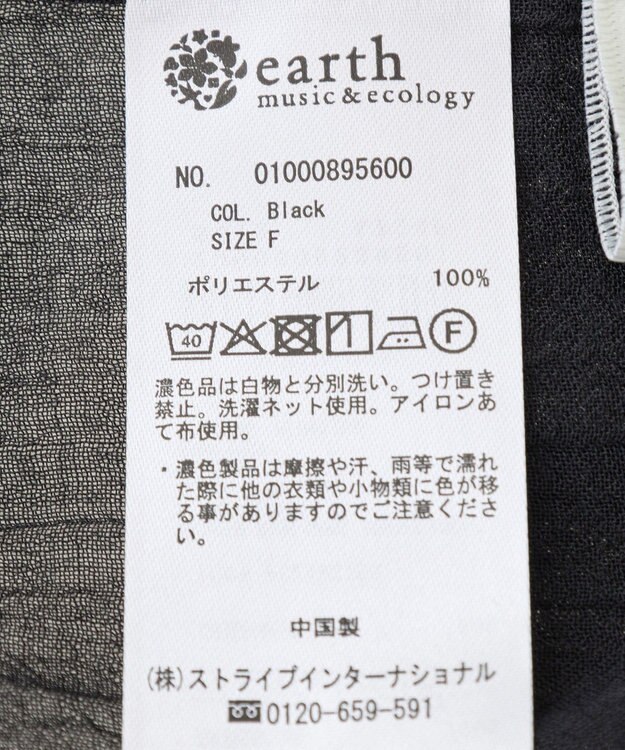 earth
music&ecology
NO. 01000895600
COL. Black
SIZE F
ポリエステル 100%
40 F
濃色品は白物と分別洗い。つけ置き
禁止。洗濯ネット使用。アイロンあ
て布使用。
・濃色製品は摩擦や汗、雨等で濡れ
た際に他の衣類や小物類に色が移
る事がありますのでご注意くださ
い。
中国製
(株)ストライプインターナショナル
0120-659-591